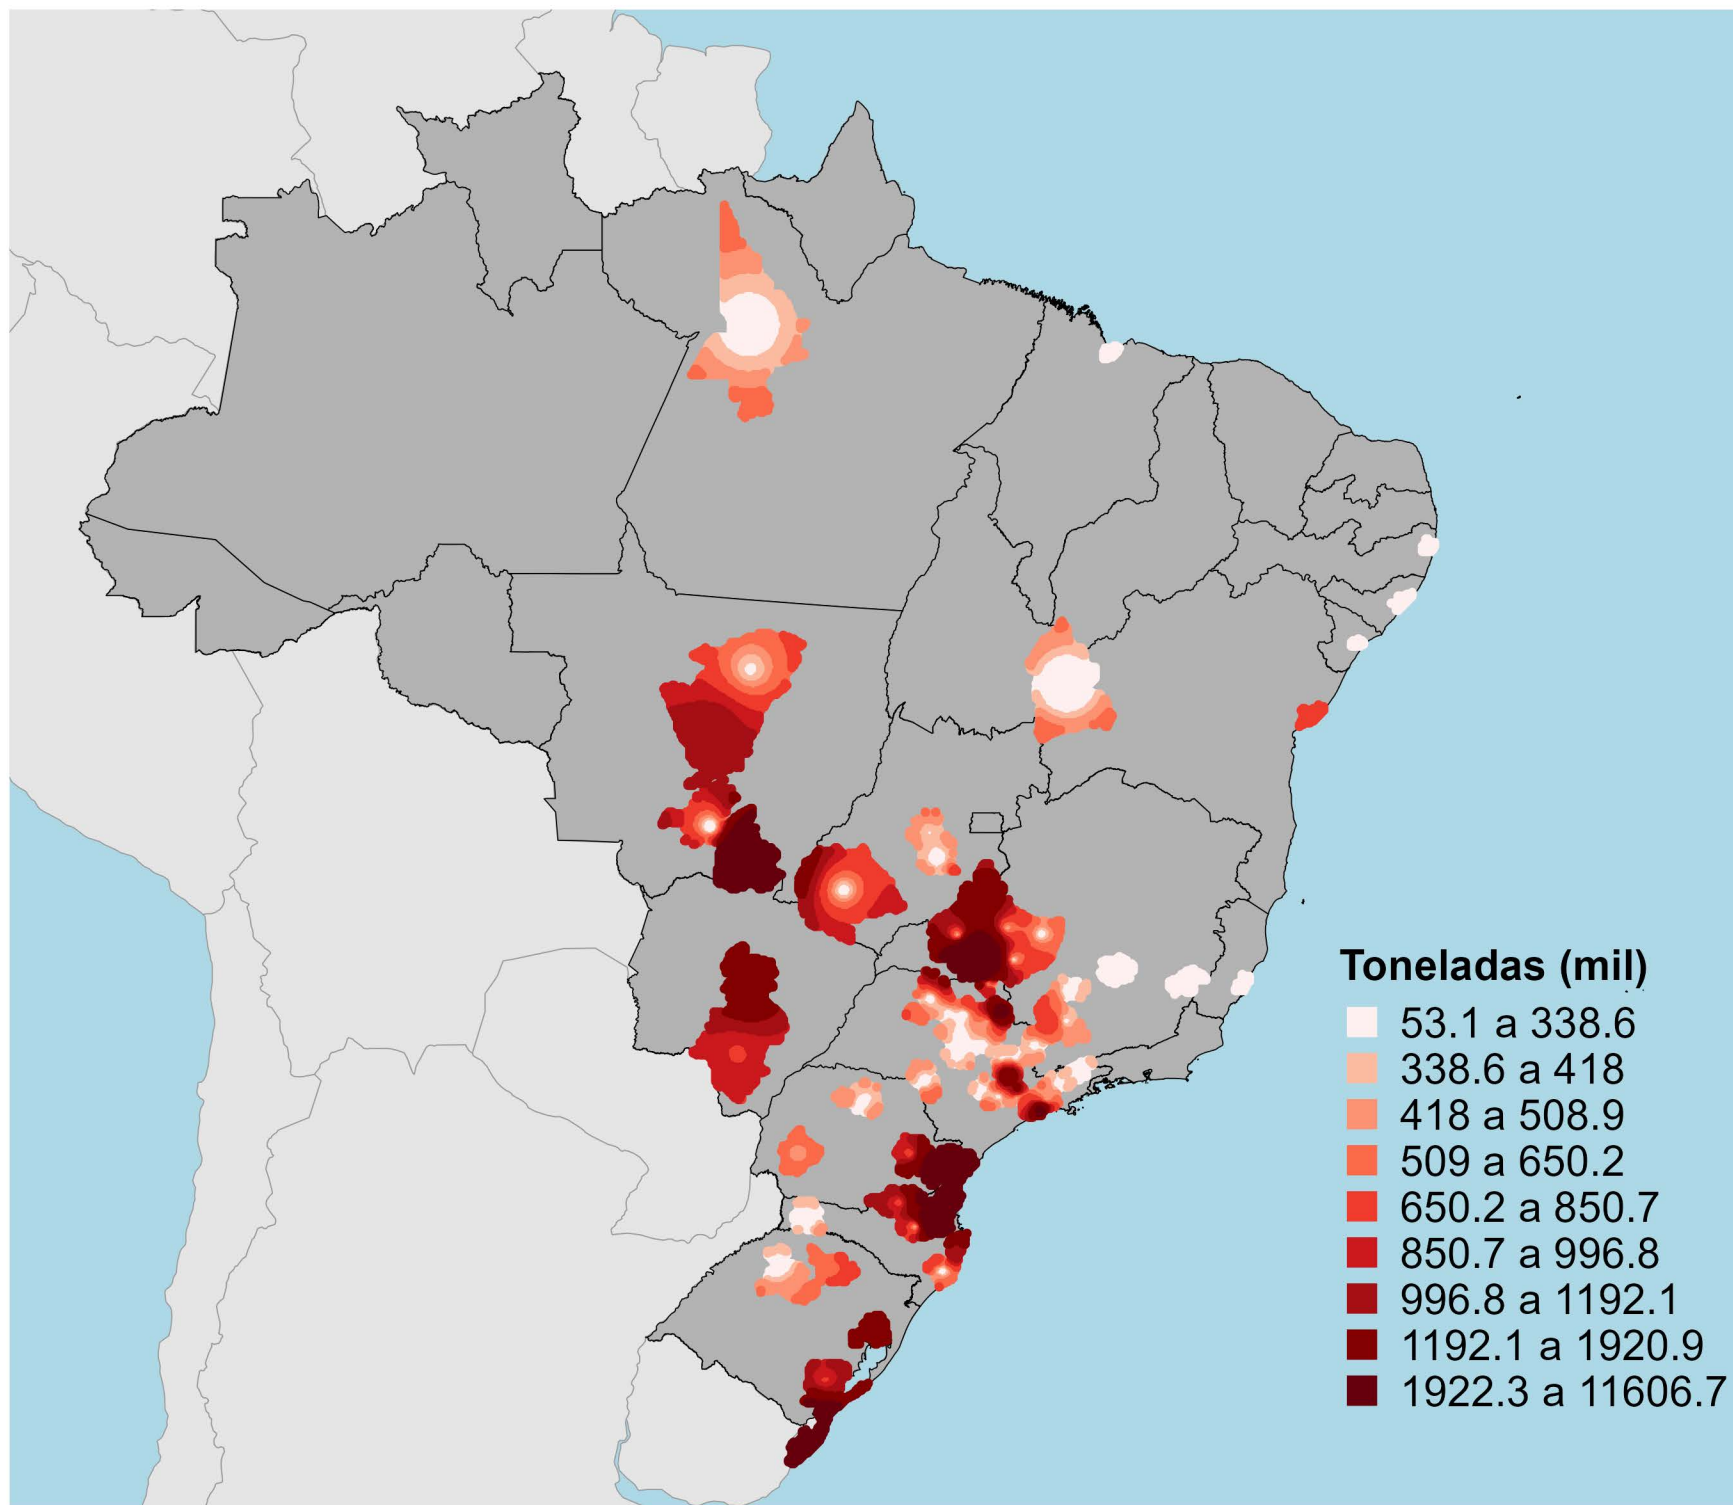 Toneladas (mil)
53.1 a 338.6
338.6 a 418
418 a 508.9
509 a 650.2
650.2 a 850.7
850.7 a 996.8
996.8 a 1192.1
1192.1 a 1920.9
1922.3 a 11606.7